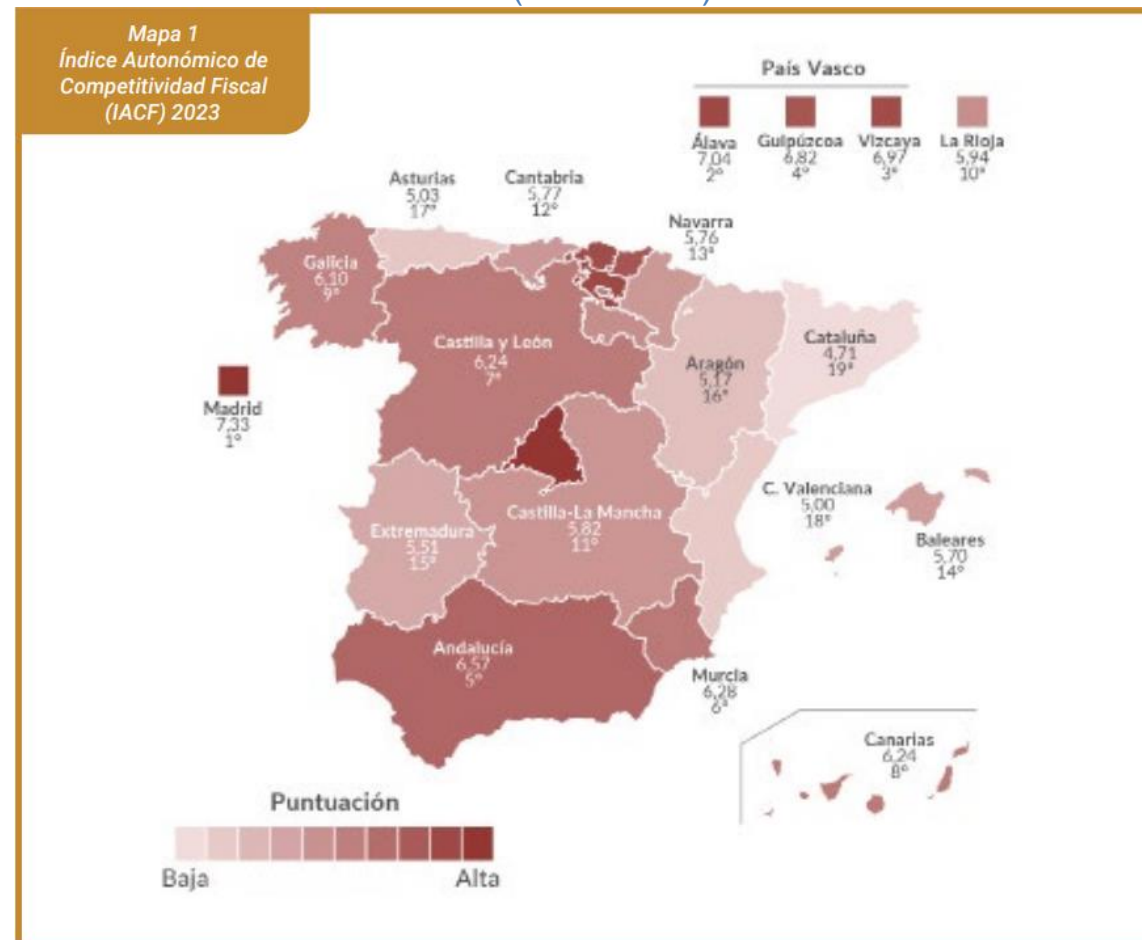 Mapa 1
Índice Autonómico de
Competitividad Fiscal
(IACF) 2023
País Vasco
Álava
7,04
2º
Guipúzcoa
6,82
4º
Vizcaya
6,97
3º
La Rioja
5,94
10º
Asturias
5,03
17º
Cantabria
5,77
12º
Navarra
5,76
13º
Galicia
6,10
9º
Castilla y León
6,24
7º
Aragón
5,17
16º
Cataluña
4,71
19º
Madrid
7,33
1º
C. Valenciana
5,00
18º
Baleares
5,70
14º
Castilla-La Mancha
5,82
11º
Extremadura
5,51
15º
Andalucía
6,57
5º
Murcia
6,28
6º
Canarias
6,24
8º
Puntuación
Baja
Alta